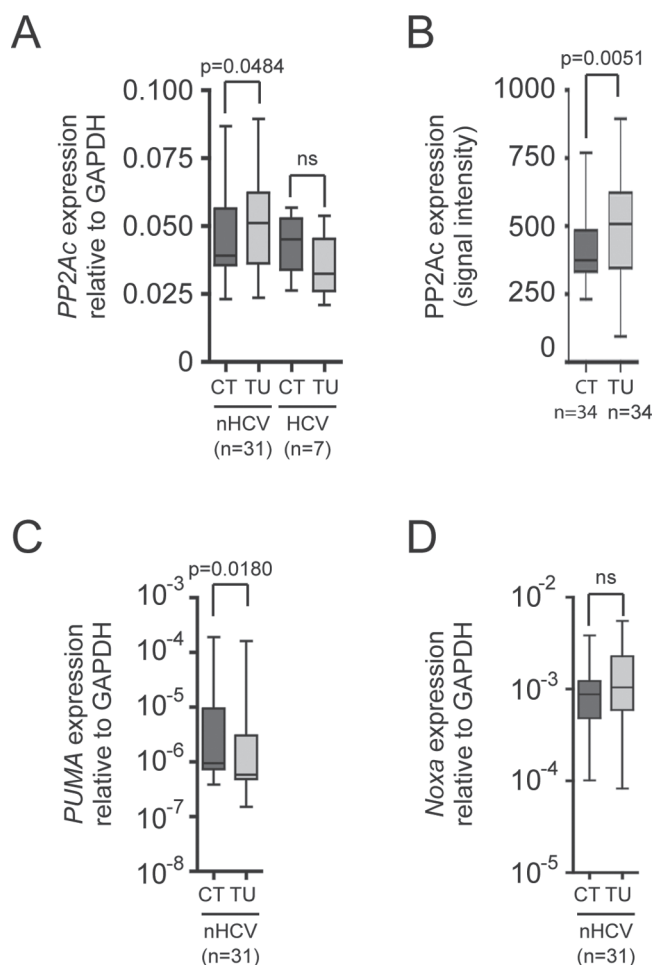 A
p=0.0484
PP2Ac expression
relative to GAPDH
0.100
0.075
0.050
0.025
0
ns
CT TU CT TU
nHCV HCV
(n=31) (n=7)
B
p=0.0051
PP2Ac expression
(signal intensity)
1000
750
500
250
0
CT TU
n=34 n=34
C
p=0.0180
PUMA expression
relative to GAPDH
10⁻³
10⁻⁴
10⁻⁵
10⁻⁶
10⁻⁷
10⁻⁸
CT TU
nHCV
(n=31)
D
ns
Noxa expression
relative to GAPDH
10⁻²
10⁻³
10⁻⁴
10⁻⁵
CT TU
nHCV
(n=31)